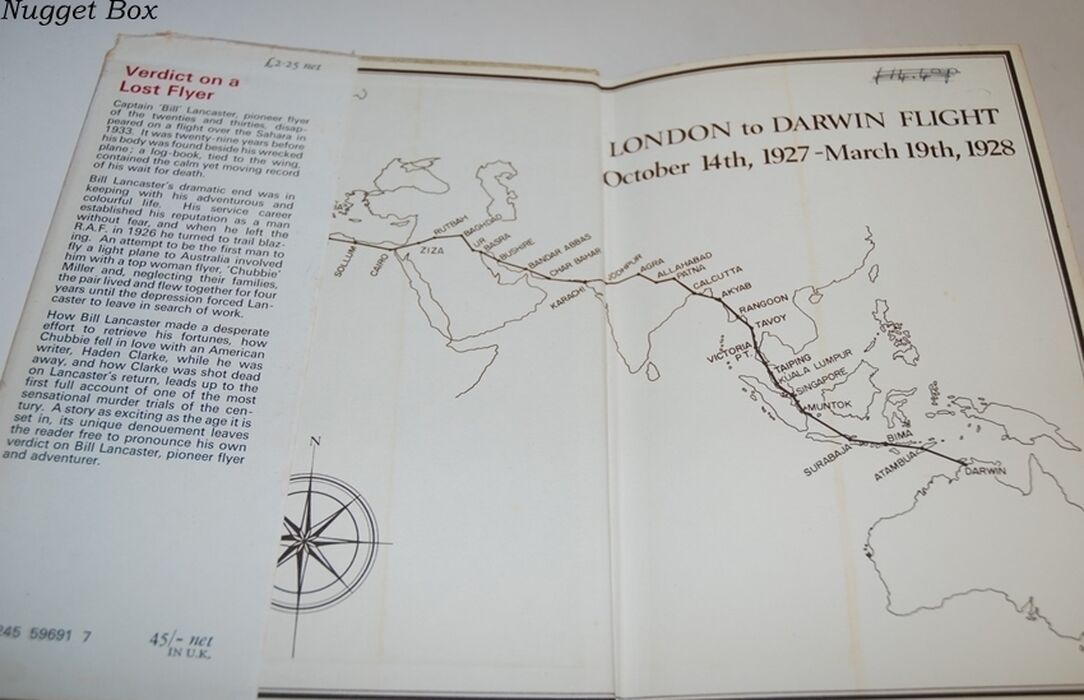 Nugget Box
£2·25 net
Verdict on a
Lost Flyer
Captain 'Bill' Lancaster, pioneer flyer
of the twenties and thirties, disap-
peared on a flight over the Sahara in
1933. It was twenty-nine years before
his body was found beside his wrecked
plane; a log-book, tied to the wing,
contained the calm yet moving record
of his wait for death.
Bill Lancaster's dramatic end was in
keeping with his adventurous and
colourful life. His service career
established his reputation as a man
without fear, and when he left the
R.A.F. in 1926 he turned to trail blaz-
ing. An attempt to be the first man to
fly a light plane to Australia involved
him with a top woman flyer, 'Chubbie'
Miller and, neglecting their families,
the pair lived and flew together for four
years until the depression forced Lan-
caster to leave in search of work.
How Bill Lancaster made a desperate
effort to retrieve his fortunes, how
Chubbie fell in love with an American
writer, Haden Clarke, while he was
away, and how Clarke was shot dead
on Lancaster's return, leads up to the
first full account of one of the most
sensational murder trials of the cen-
tury. A story as exciting as the age it is
set in, its unique denouement leaves
the reader free to pronounce his own
verdict on Bill Lancaster, pioneer flyer
and adventurer.
245 59691 7
45/- net
IN U.K.
£14.40p
LONDON to DARWIN FLIGHT
October 14th, 1927-March 19th, 1928
SOLLUM
CAIRO
ZIZA
RUTBAH
BAGHDAD
UR
BASRA
BUSHIRE
BANDAR ABBAS
CHAR BAHAR
KARACHI
JODHPUR
AGRA
ALLAHABAD
PATNA
CALCUTTA
AKYAB
RANGOON
TAVOY
VICTORIA
PT.
TAIPING
KUALA LUMPUR
SINGAPORE
MUNTOK
SURABAJA
BIMA
ATAMBUA
DARWIN
N